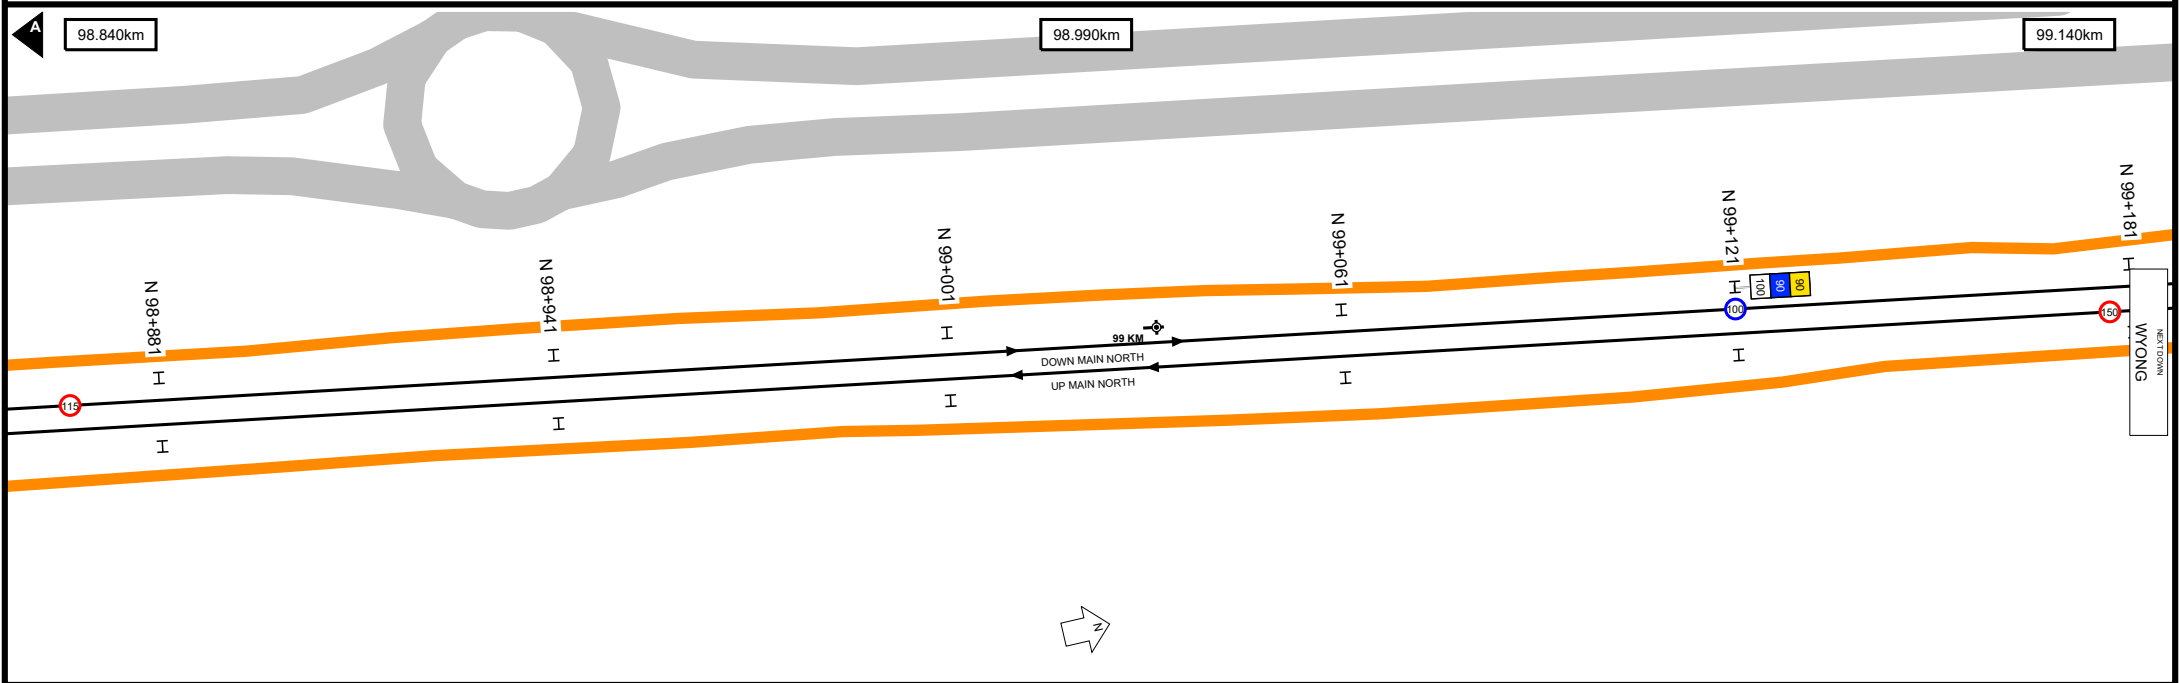 A
98.840km
98.990km
99.140km
N 98+881
N 98+941
N 99+001
N 99+061
N 99+121
N 99+181
100
90
90
99 KM
DOWN MAIN NORTH
UP MAIN NORTH
115
100
150
NEXT DOWN
WYONG
N